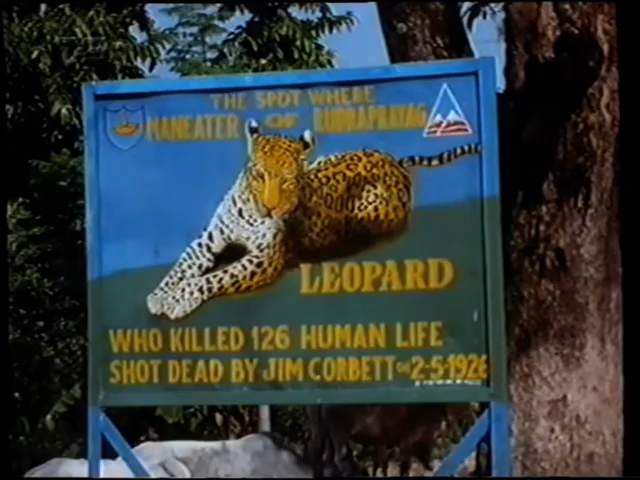 THE SPOT WHERE
MANEATER OF RUDRAPRAYAG
LEOPARD
WHO KILLED 126 HUMAN LIFE
SHOT DEAD BY JIM CORBETT ON 2-5-1926